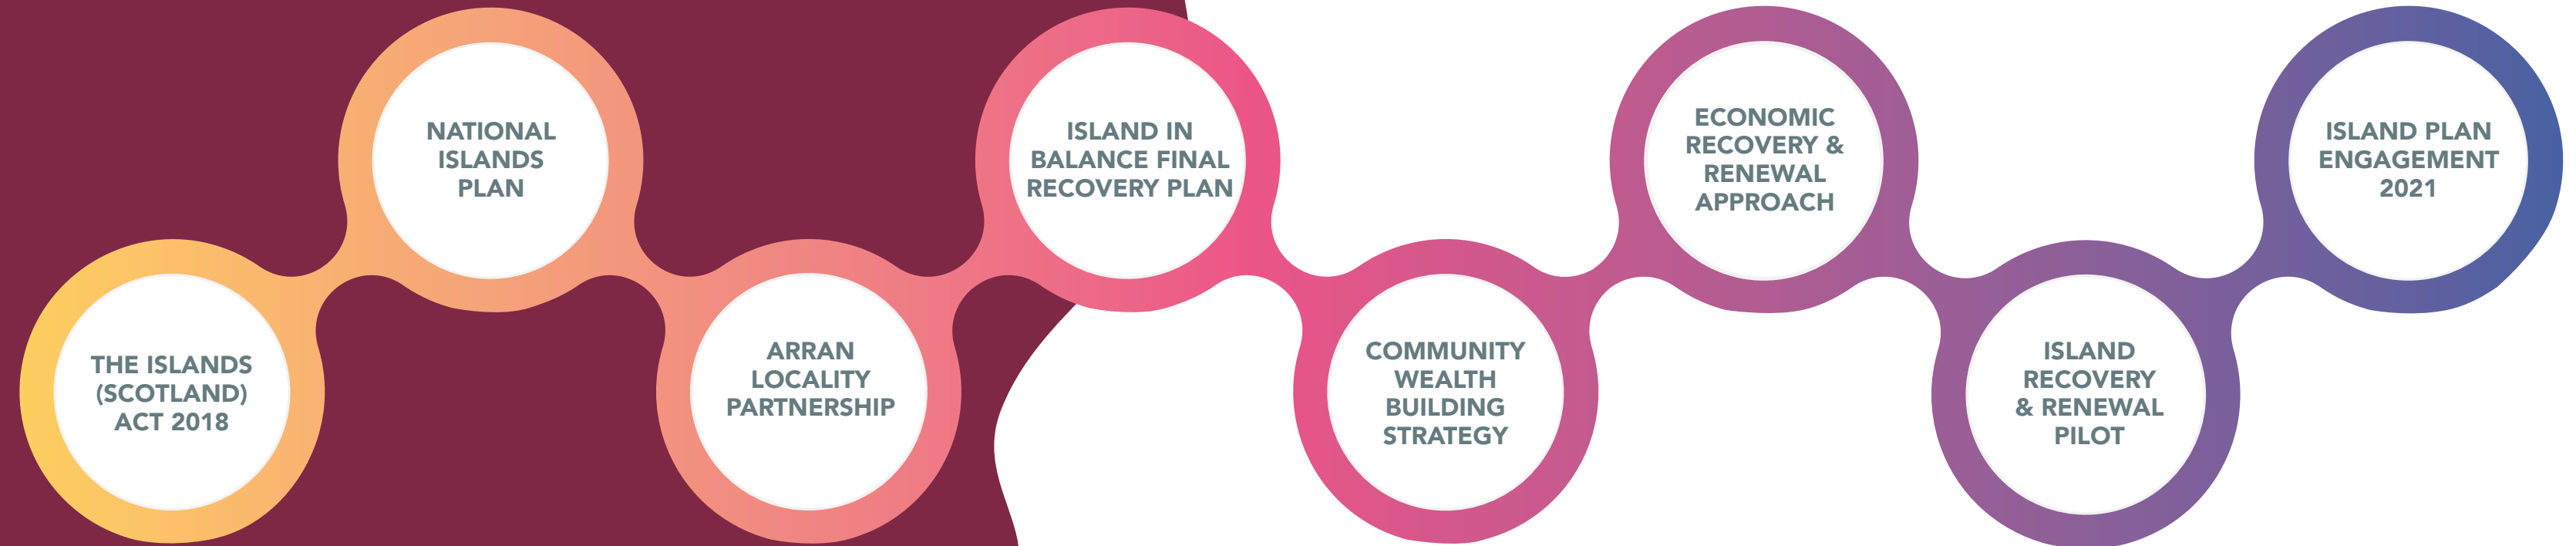 THE ISLANDS
(SCOTLAND)
ACT 2018
NATIONAL
ISLANDS
PLAN
ARRAN
LOCALITY
PARTNERSHIP
ISLAND IN
BALANCE FINAL
RECOVERY PLAN
COMMUNITY
WEALTH
BUILDING
STRATEGY
ECONOMIC
RECOVERY &
RENEWAL
APPROACH
ISLAND
RECOVERY
& RENEWAL
PILOT
ISLAND PLAN
ENGAGEMENT
2021